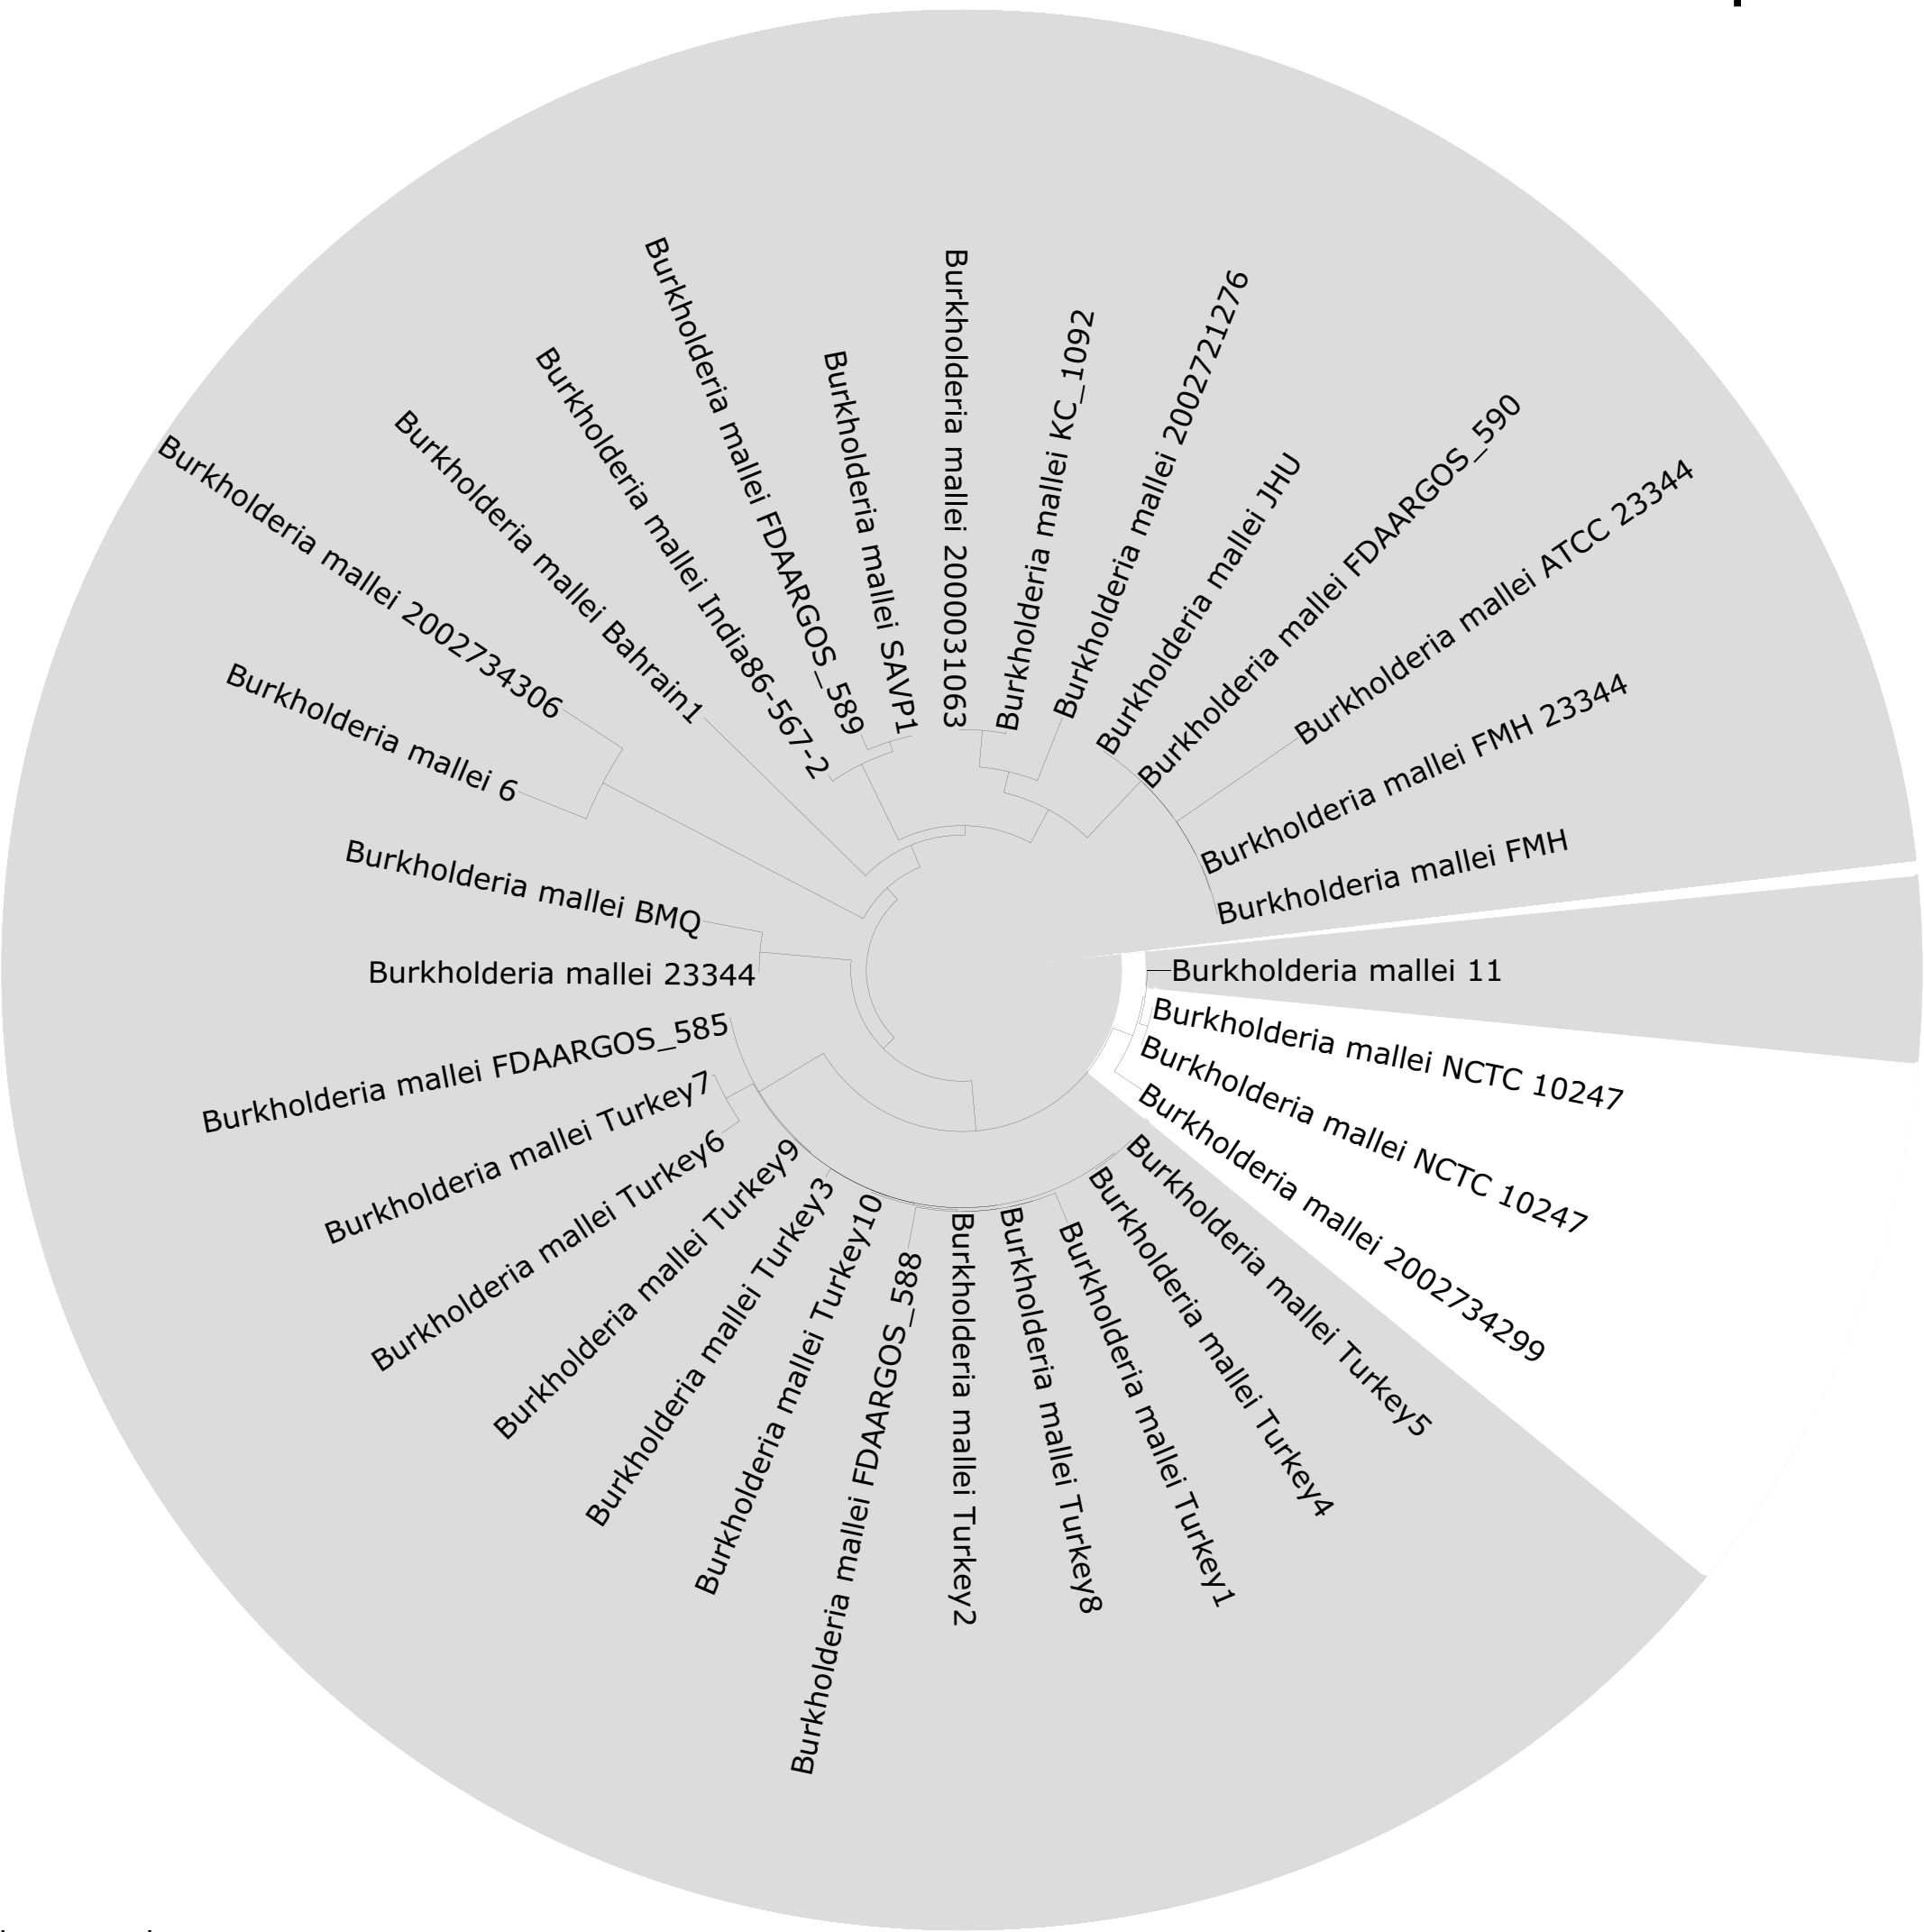 Burkholderia mallei 2000031063
Burkholderia mallei KC_1092
Burkholderia mallei 2002721276
Burkholderia mallei JHU
Burkholderia mallei FDAARGOS_590
Burkholderia mallei ATCC 23344
Burkholderia mallei FMH 23344
Burkholderia mallei FMH
Burkholderia mallei 11
Burkholderia mallei NCTC 10247
Burkholderia mallei NCTC 10247
Burkholderia mallei 2002734299
Burkholderia mallei Turkey5
Burkholderia mallei Turkey4
Burkholderia mallei Turkey1
Burkholderia mallei Turkey8
Burkholderia mallei Turkey2
Burkholderia mallei FDAARGOS_588
Burkholderia mallei Turkey10
Burkholderia mallei Turkey3
Burkholderia mallei Turkey9
Burkholderia mallei Turkey6
Burkholderia mallei Turkey7
Burkholderia mallei FDAARGOS_585
Burkholderia mallei 23344
Burkholderia mallei BMQ
Burkholderia mallei 6
Burkholderia mallei 2002734306
Burkholderia mallei Bahrain1
Burkholderia mallei India86-567-2
Burkholderia mallei FDAARGOS_589
Burkholderia mallei SAVP1